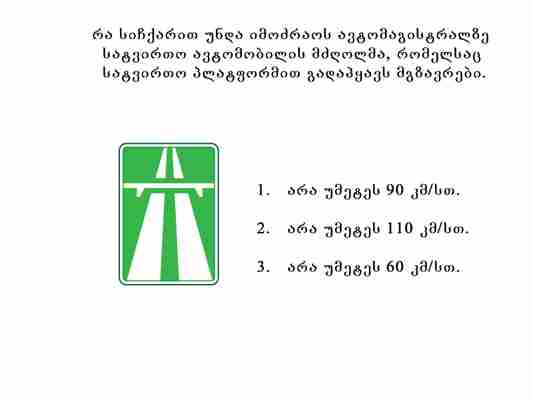 რა სიჩქარით უნდა იმოძრაოს ავტომაგისტრალზე
სატვირთო ავტომობილის მძღოლმა, რომელსაც
სატვირთო პლატფორმით გადაჰყავს მგზავრები.
1. არა უმეტეს 90 კმ/სთ.
2. არა უმეტეს 110 კმ/სთ.
3. არა უმეტეს 60 კმ/სთ.